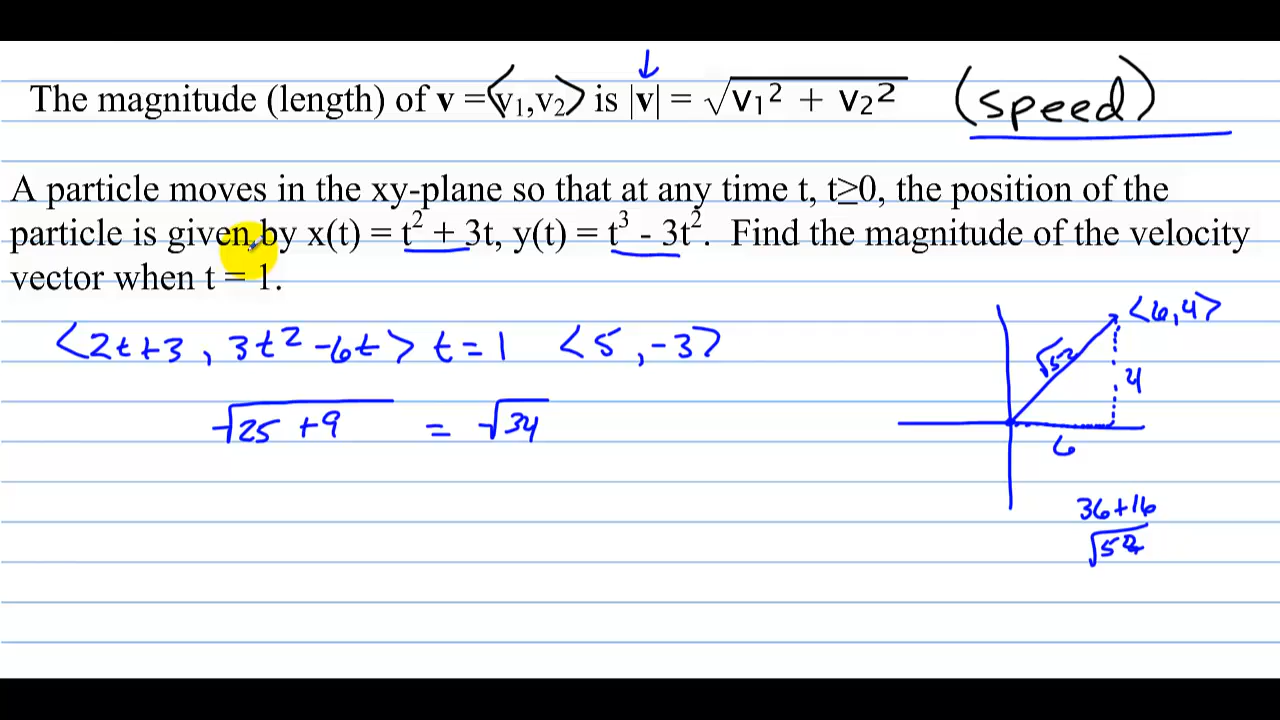 The magnitude (length) of v =<v₁,v₂> is |v| = √v₁² + v₂² (speed)
A particle moves in the xy-plane so that at any time t, t≥0, the position of the
particle is given by x(t) = t² + 3t, y(t) = t³ - 3t². Find the magnitude of the velocity
vector when t = 1.
<2t+3, 3t²-6t> t=1 <5,-3>
√25+9 = √34
<6,4>
√52
4
6
36+16
√52